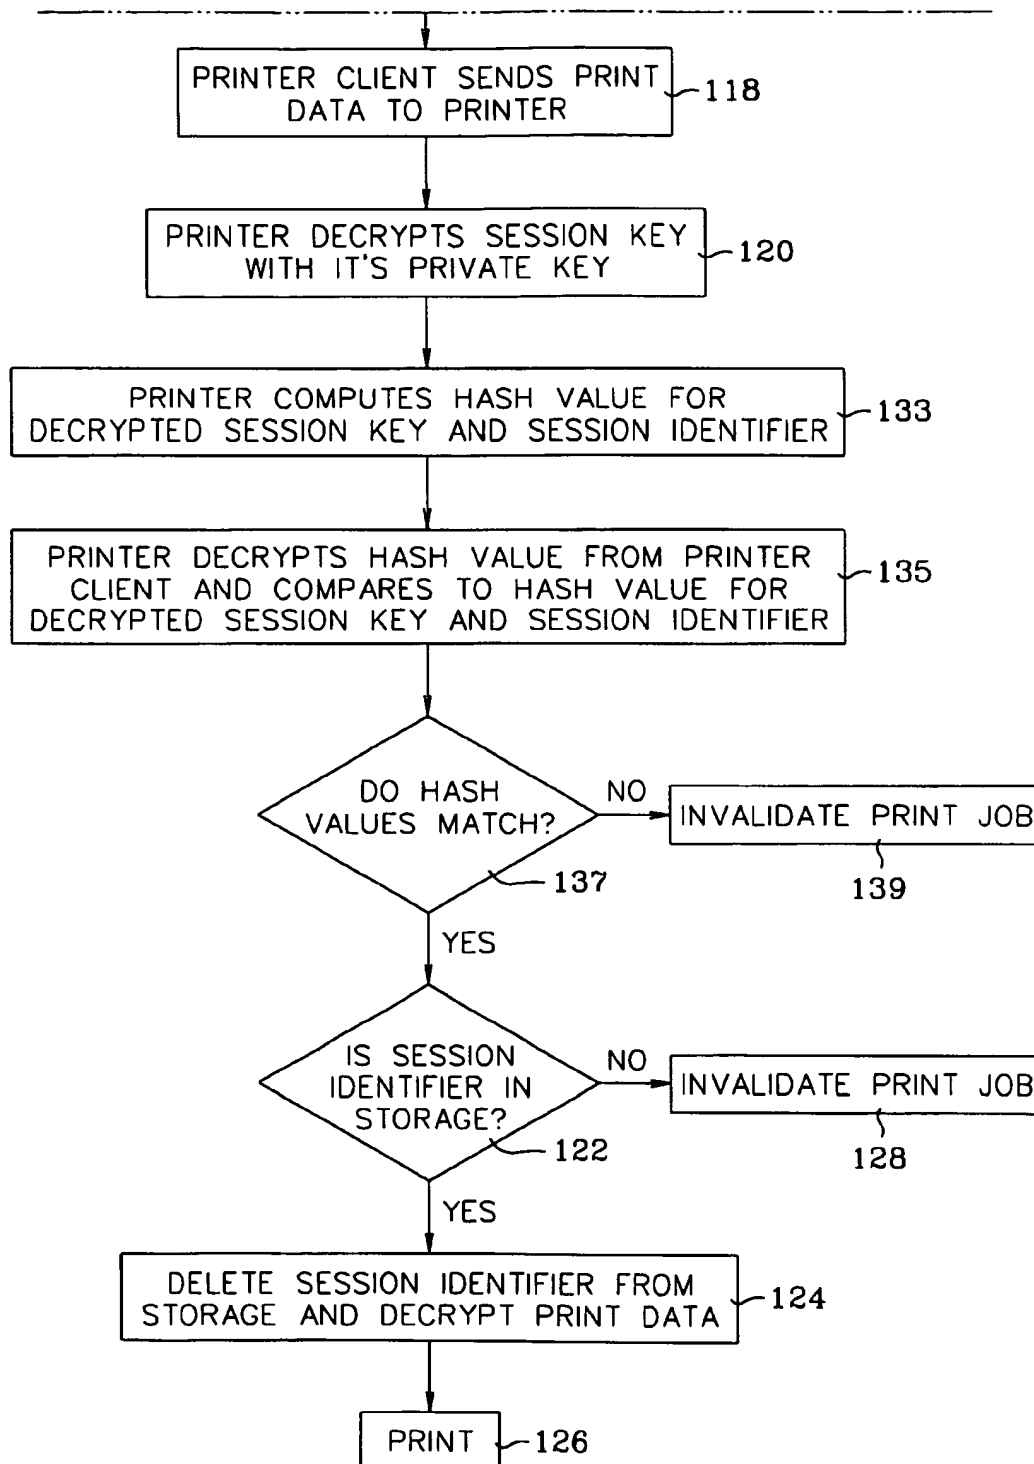 PRINTER CLIENT SENDS PRINT
DATA TO PRINTER
118
PRINTER DECRYPTS SESSION KEY
WITH IT'S PRIVATE KEY
120
PRINTER COMPUTES HASH VALUE FOR
DECRYPTED SESSION KEY AND SESSION IDENTIFIER
133
PRINTER DECRYPTS HASH VALUE FROM PRINTER
CLIENT AND COMPARES TO HASH VALUE FOR
DECRYPTED SESSION KEY AND SESSION IDENTIFIER
135
DO HASH
VALUES MATCH?
137
NO
INVALIDATE PRINT JOB
139
YES
IS SESSION
IDENTIFIER IN
STORAGE?
122
NO
INVALIDATE PRINT JOB
128
YES
DELETE SESSION IDENTIFIER FROM
STORAGE AND DECRYPT PRINT DATA
124
PRINT
126